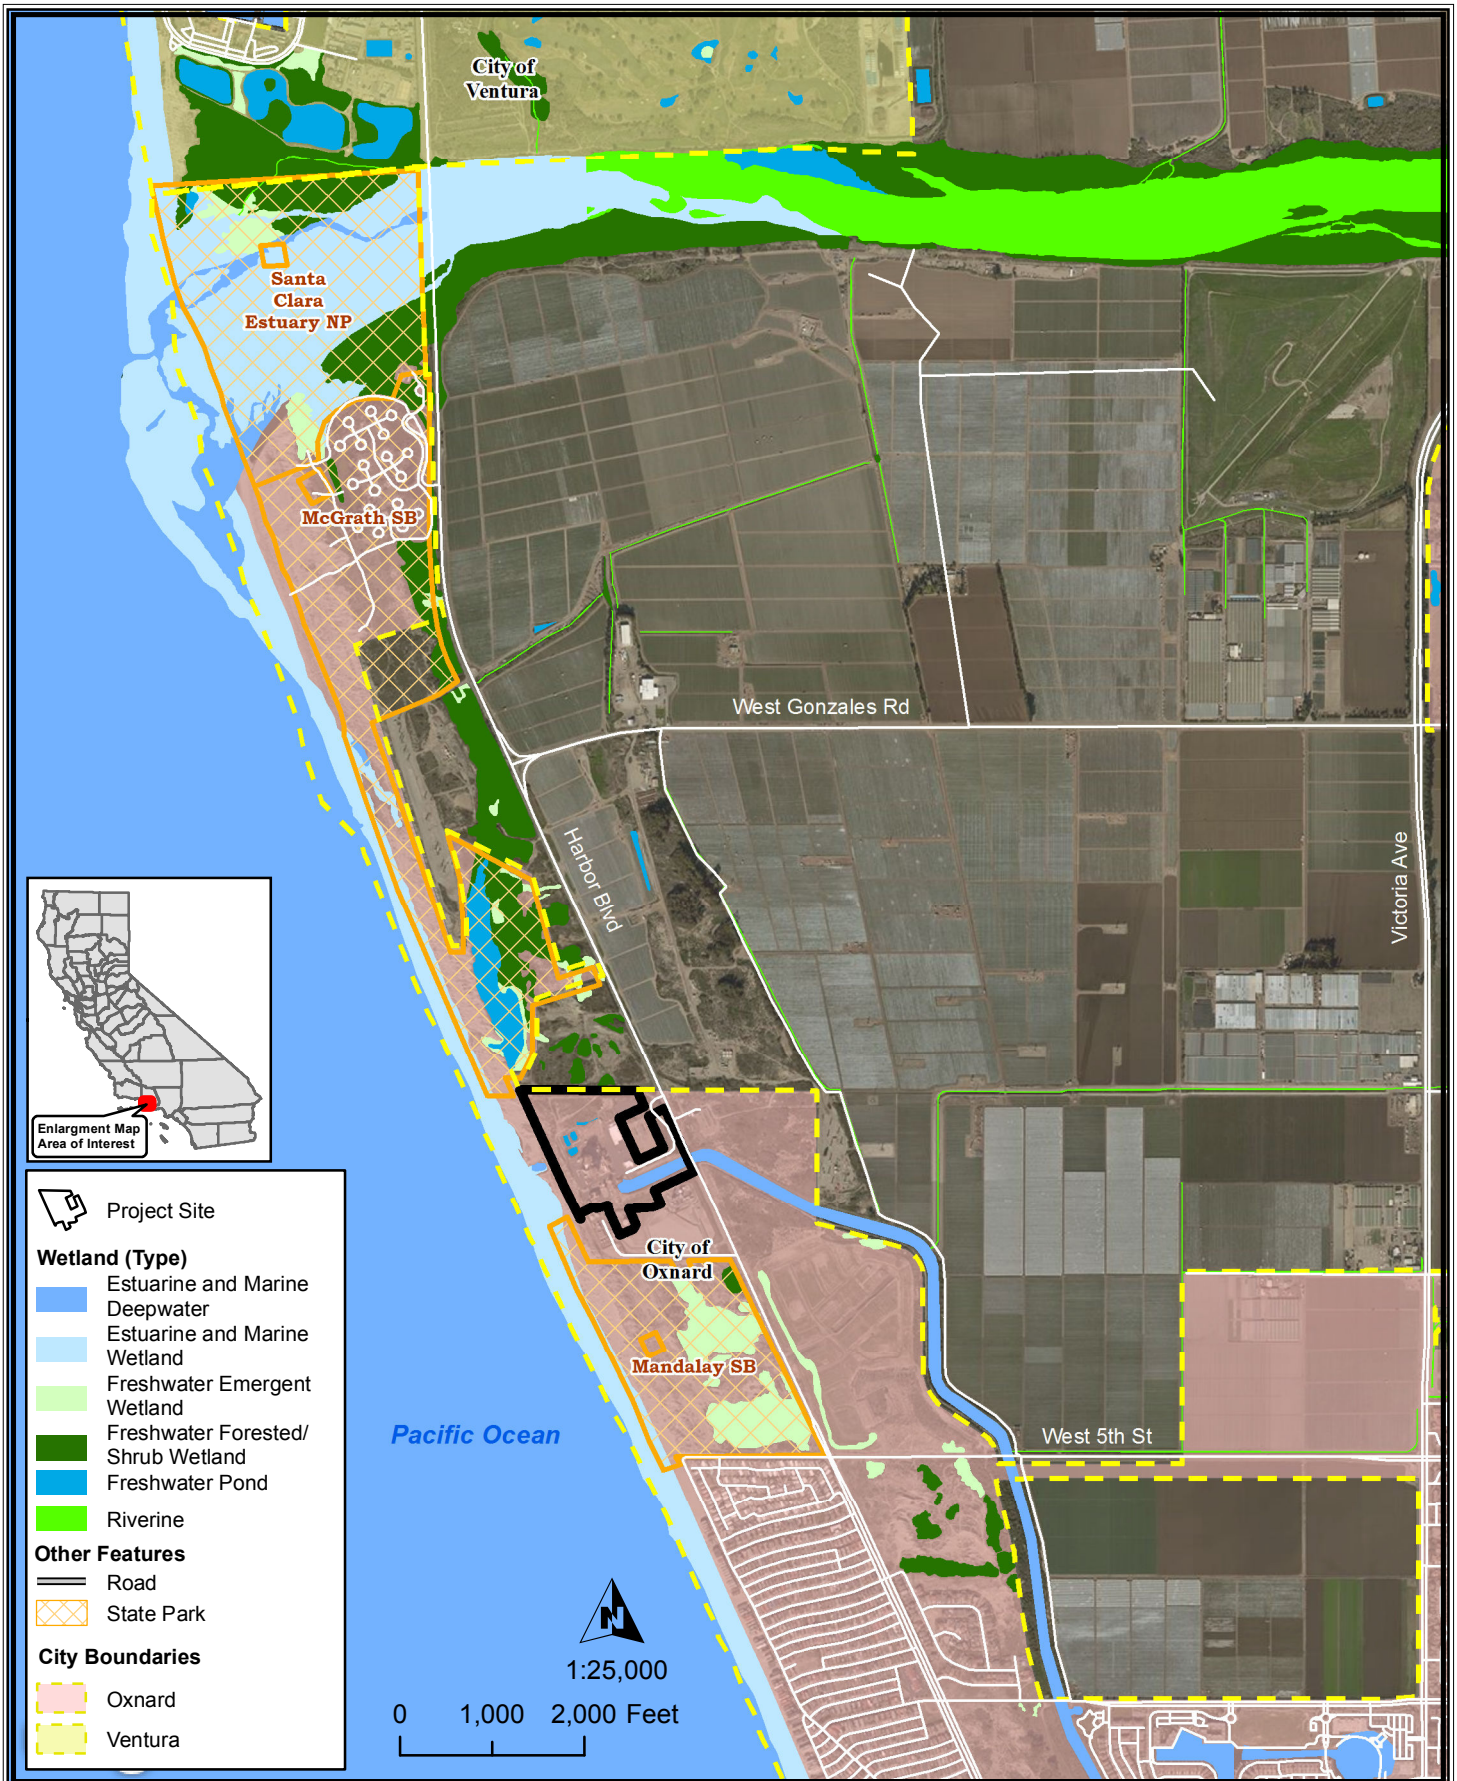 City of
Ventura
Santa
Clara
Estuary NP
McGrath SB
West Gonzales Rd
Harbor Blvd
Victoria Ave
Enlargment Map
Area of Interest
Project Site
Wetland (Type)
Estuarine and Marine
Deepwater
Estuarine and Marine
Wetland
Freshwater Emergent
Wetland
Freshwater Forested/
Shrub Wetland
Freshwater Pond
Riverine
Other Features
Road
State Park
City Boundaries
Oxnard
Ventura
City of
Oxnard
Mandalay SB
Pacific Ocean
West 5th St
N
1:25,000
0 1,000 2,000 Feet